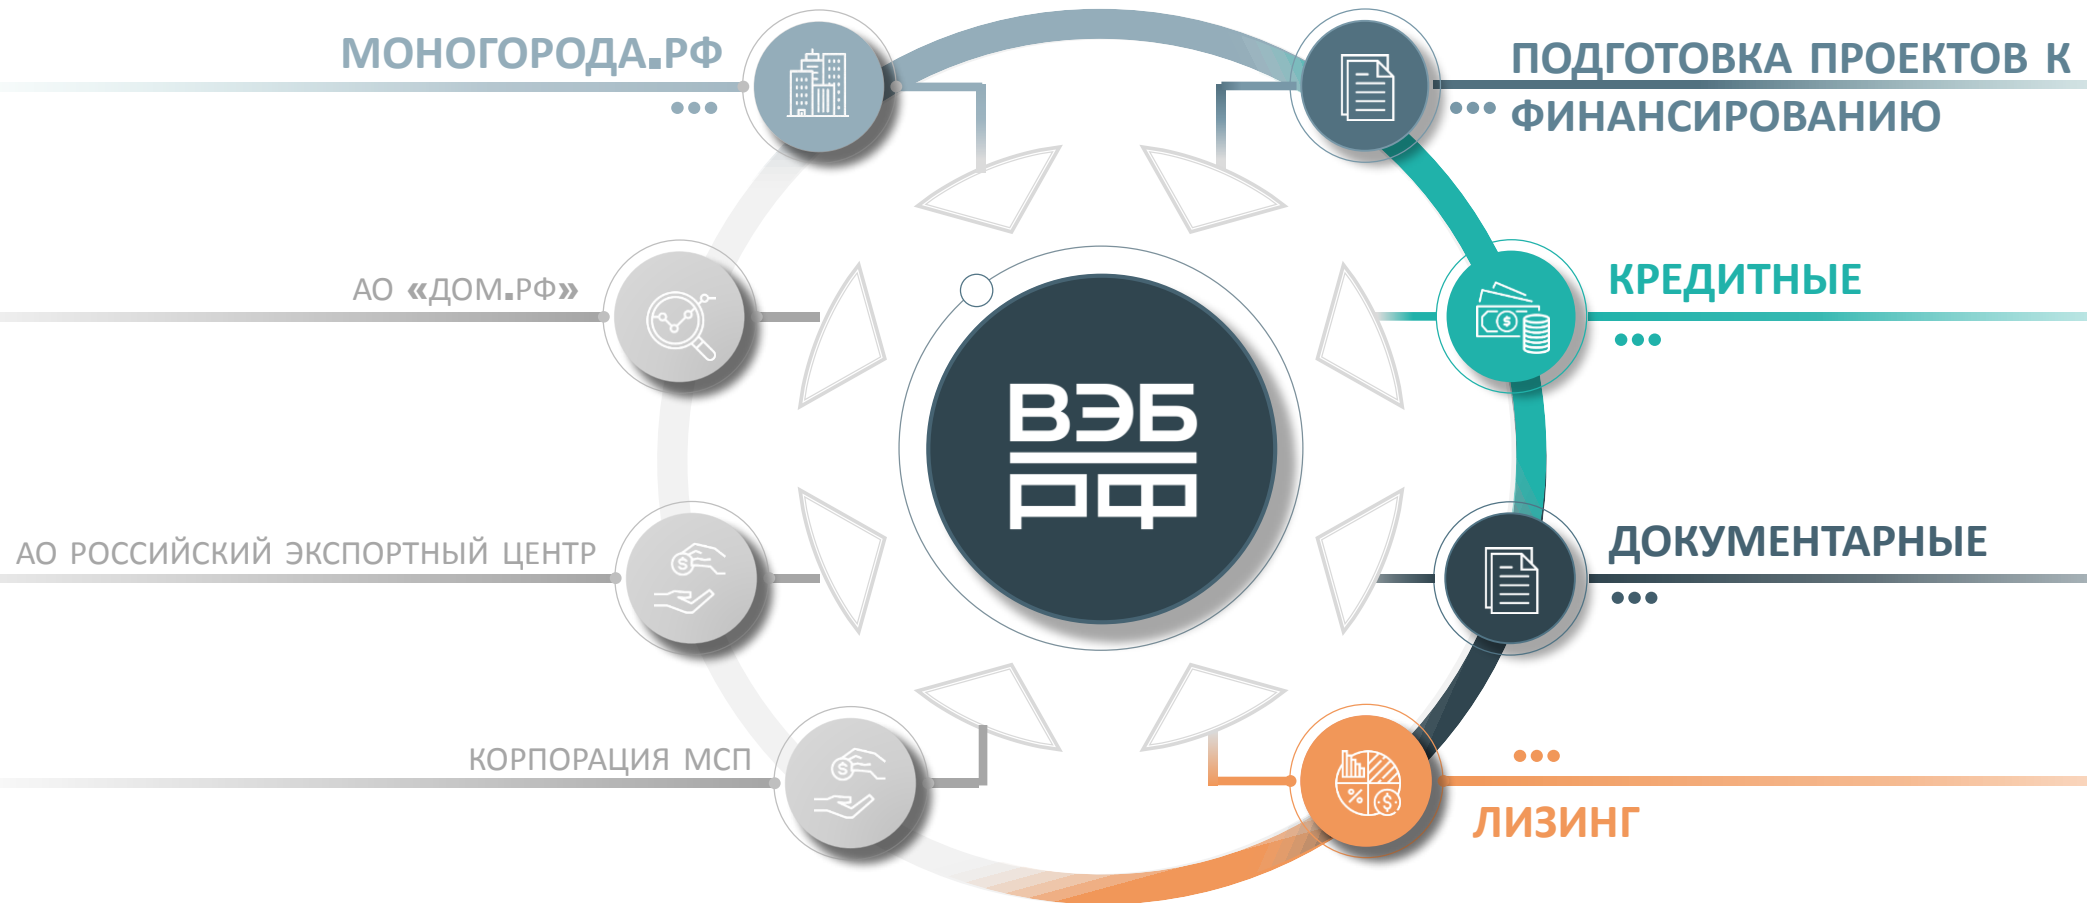 МОНОГОРОДА.РФ
ПОДГОТОВКА ПРОЕКТОВ К
ФИНАНСИРОВАНИЮ
АО «ДОМ.РФ»
КРЕДИТНЫЕ
ВЭБ
РФ
АО РОССИЙСКИЙ ЭКСПОРТНЫЙ ЦЕНТР
ДОКУМЕНТАРНЫЕ
КОРПОРАЦИЯ МСП
ЛИЗИНГ